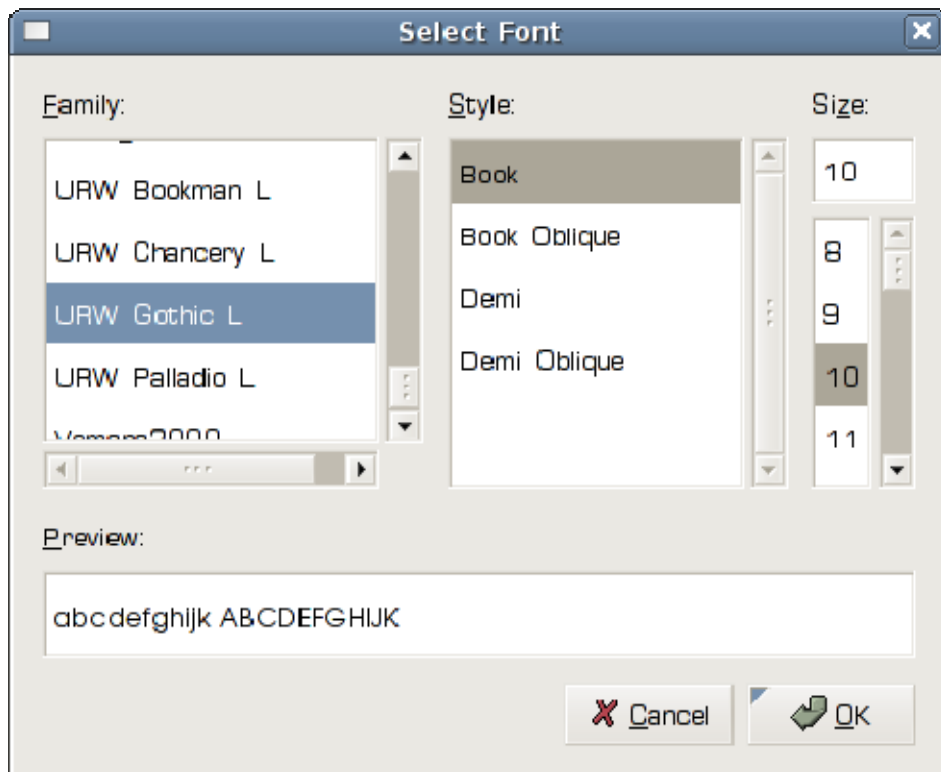 Select Font
Family:
Style:
Size:
URW Bookman L
URW Chancery L
URW Gothic L
URW Palladio L
Book
Book Oblique
Demi
Demi Oblique
10
8
9
10
11
Preview:
abcdefghijk ABCDEFGHIJK
Cancel
OK